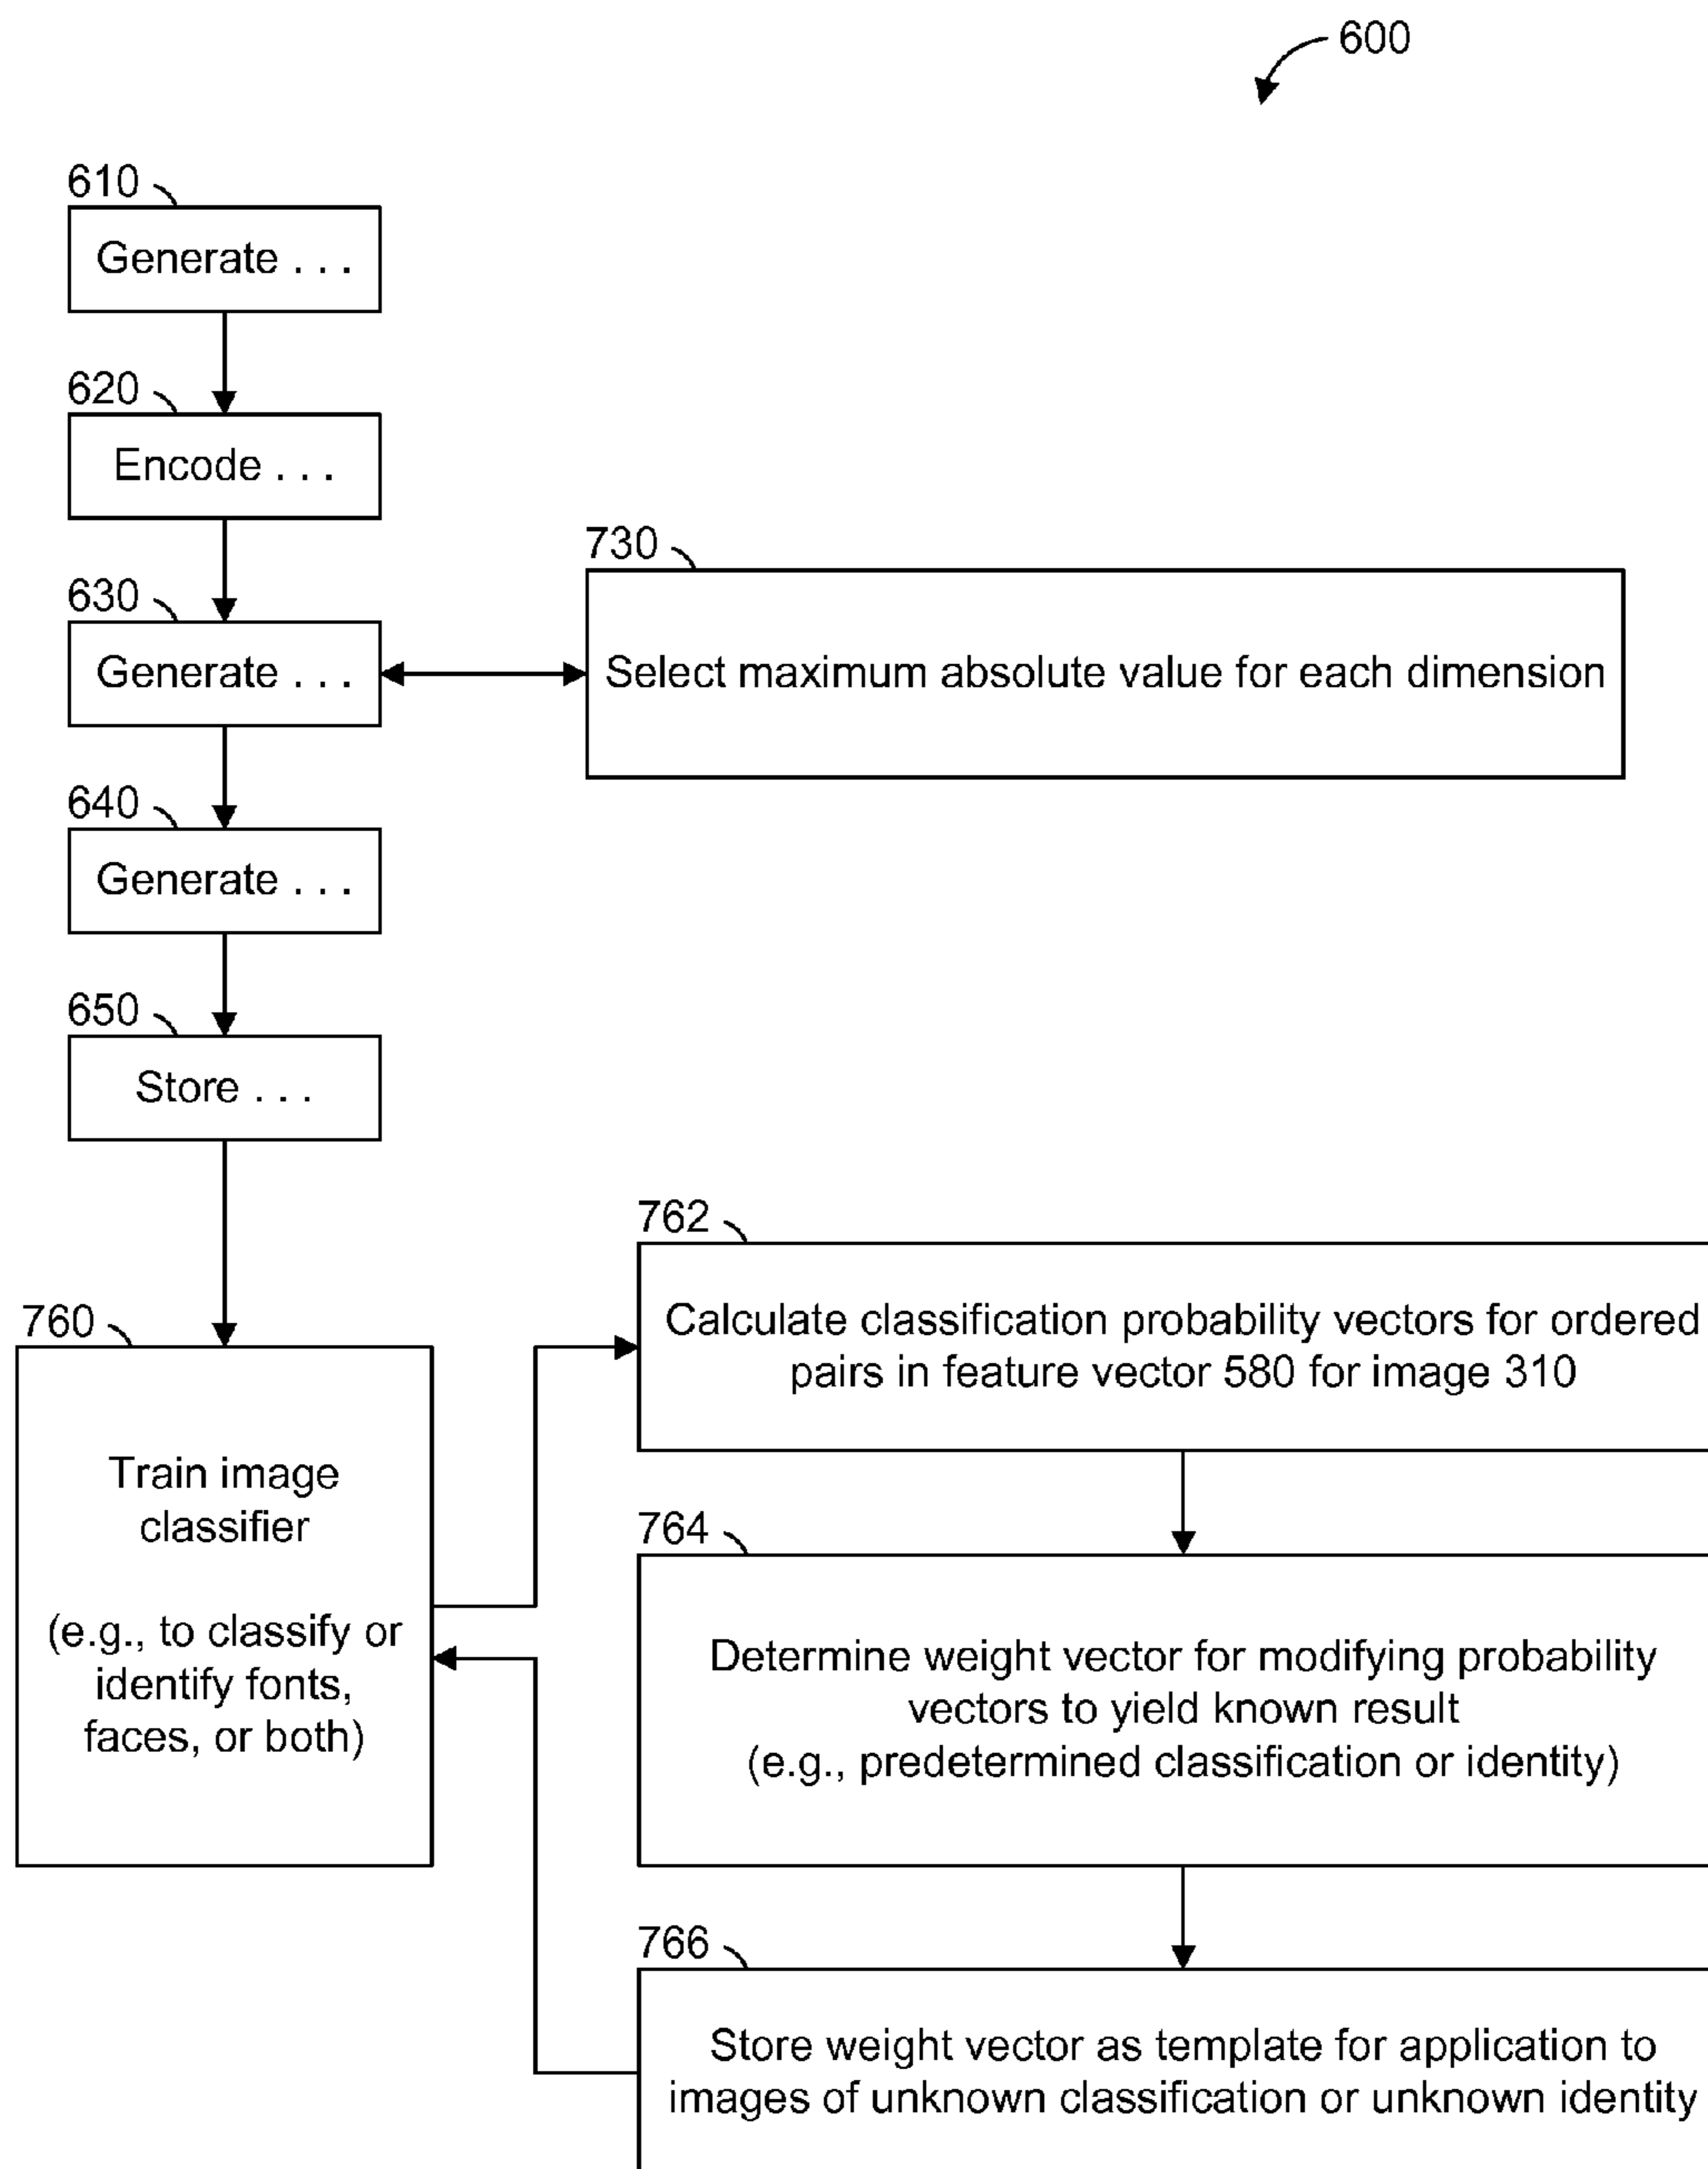 600
610
Generate . . .
620
Encode . . .
630
Generate . . .
730
Select maximum absolute value for each dimension
640
Generate . . .
650
Store . . .
760
Train image
classifier
(e.g., to classify or
identify fonts,
faces, or both)
762
Calculate classification probability vectors for ordered
pairs in feature vector 580 for image 310
764
Determine weight vector for modifying probability
vectors to yield known result
(e.g., predetermined classification or identity)
766
Store weight vector as template for application to
images of unknown classification or unknown identity